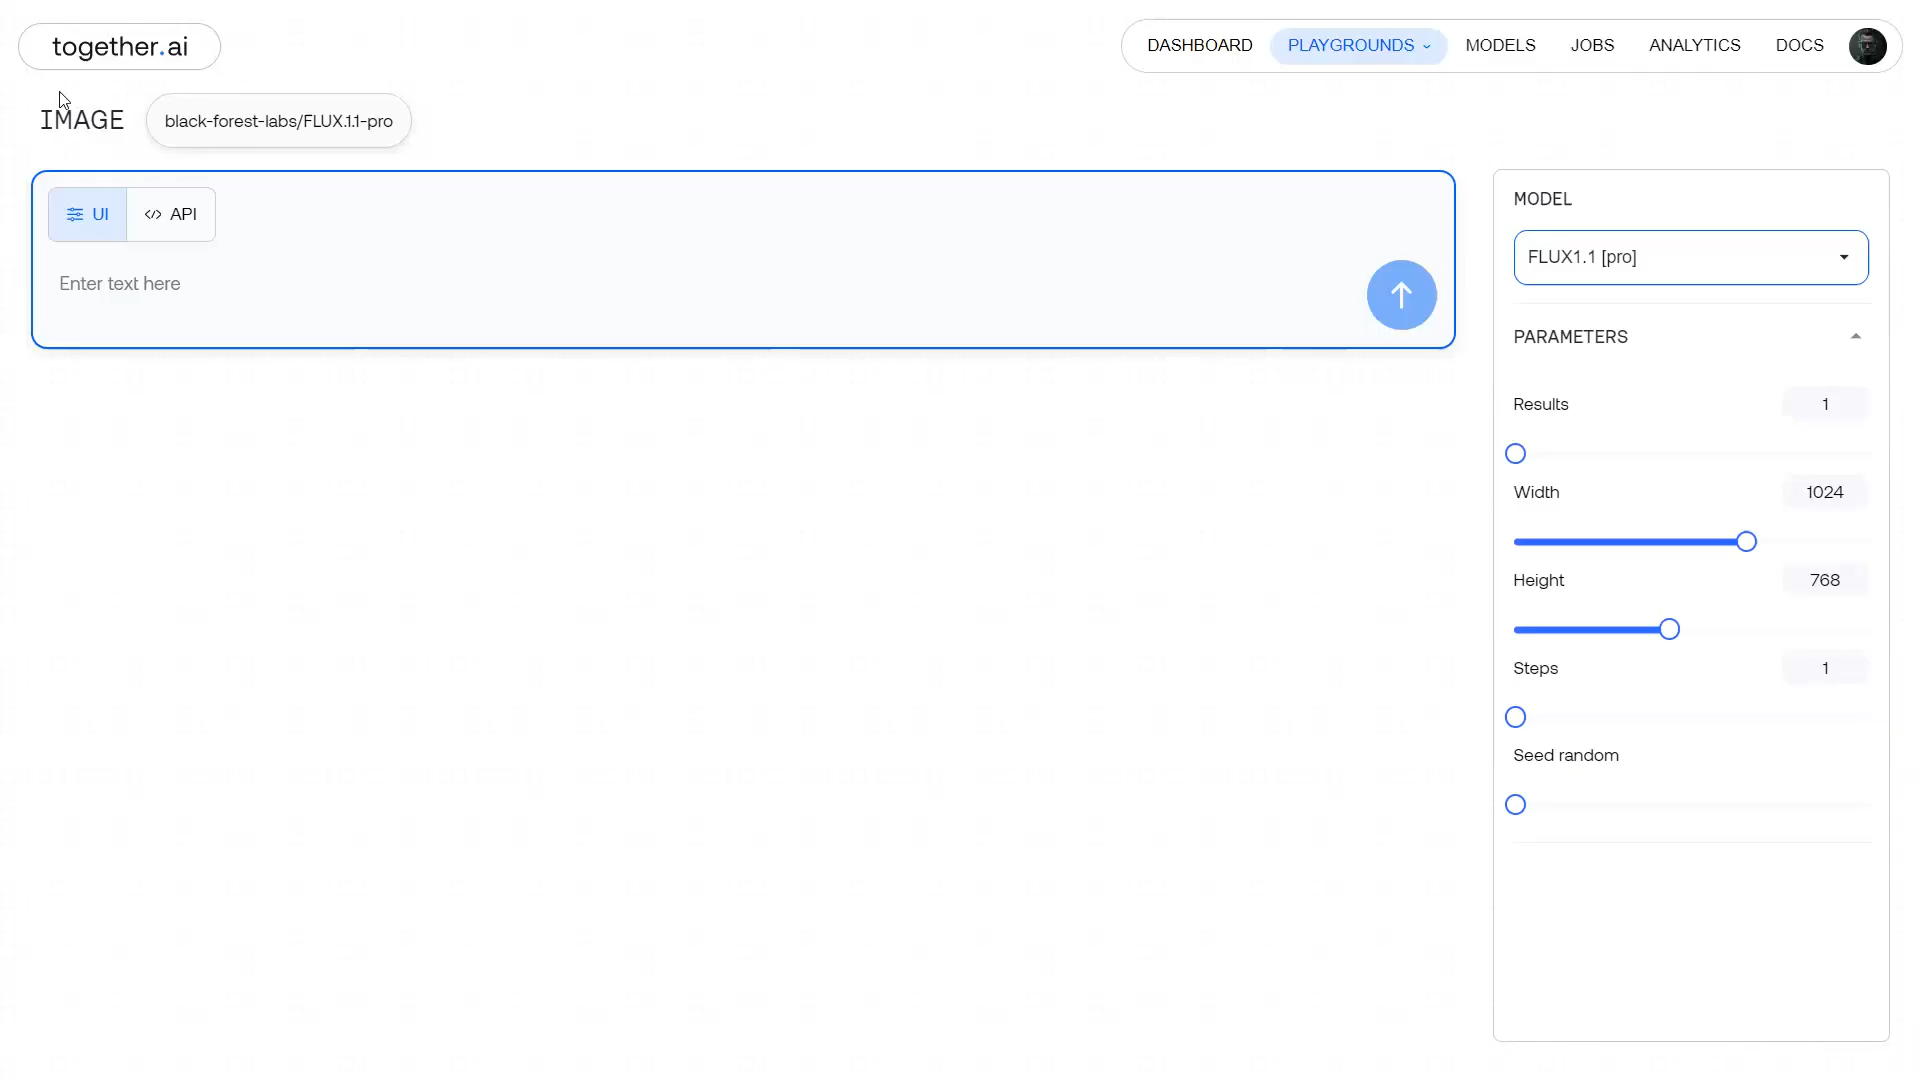 together.ai
DASHBOARD PLAYGROUNDS MODELS JOBS ANALYTICS DOCS
IMAGE black-forest-labs/FLUX.1.1-pro
UI API
Enter text here
MODEL
FLUX1.1 [pro]
PARAMETERS
Results 1
Width 1024
Height 768
Steps 1
Seed random